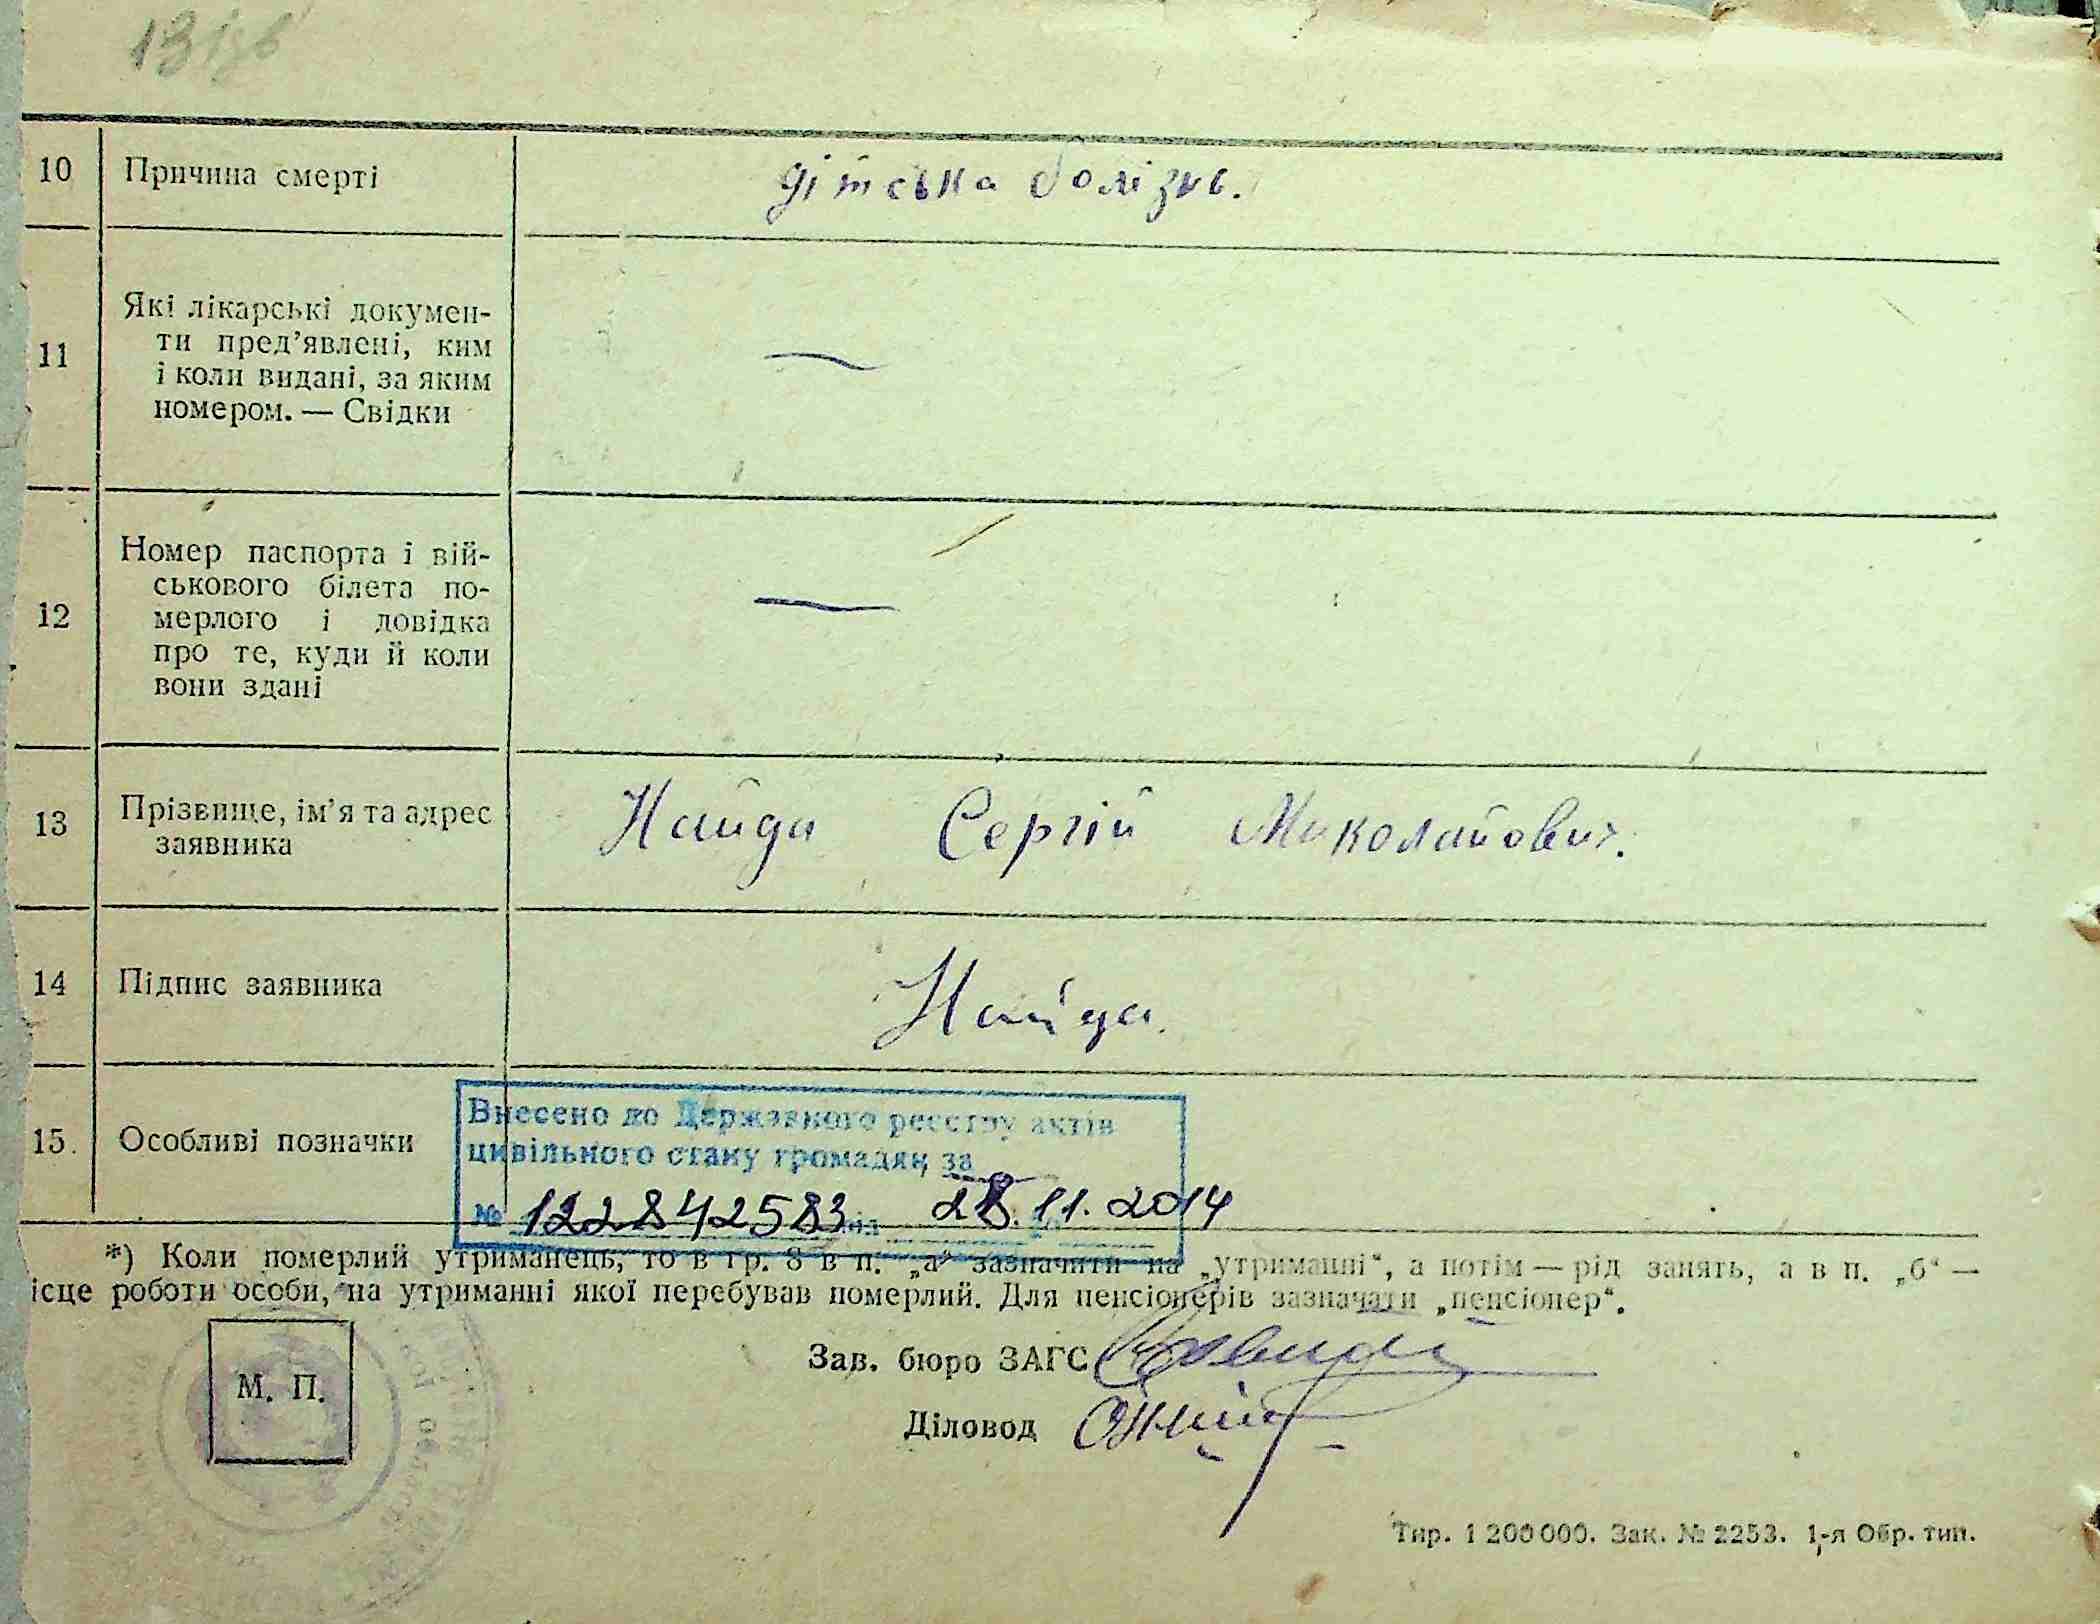 13
10 Причина смерті дітська болізнь.
11 Які лікарські докумен-
ти пред’явлені, ким
і коли видані, за яким
номером. — Свідки —
12 Номер паспорта і вій-
ськового білета по-
мерлого і довідка
про те, куди й коли
вони здані —
13 Прізвище, ім’я та адрес
заявника Найда Сергій Миколайович.
14 Підпис заявника Найда.
15. Особливі позначки
Внесено до Державного реєстру актів
цивільного стану громадян за
№ 122842583 від 28.11.2014
*) Коли померлий утриманець, то в гр. 8 в п. „а“ зазначити на „утриманні“, а потім — рід занять, а в п. „б“ —
ісце роботи особи, на утриманні якої перебував померлий. Для пенсіонерів зазначати „пенсіонер“.
Зав. бюро ЗАГС
М. П.
Діловод
Тир. 1 200 000. Зак. № 2253. 1-я Обр. тип.